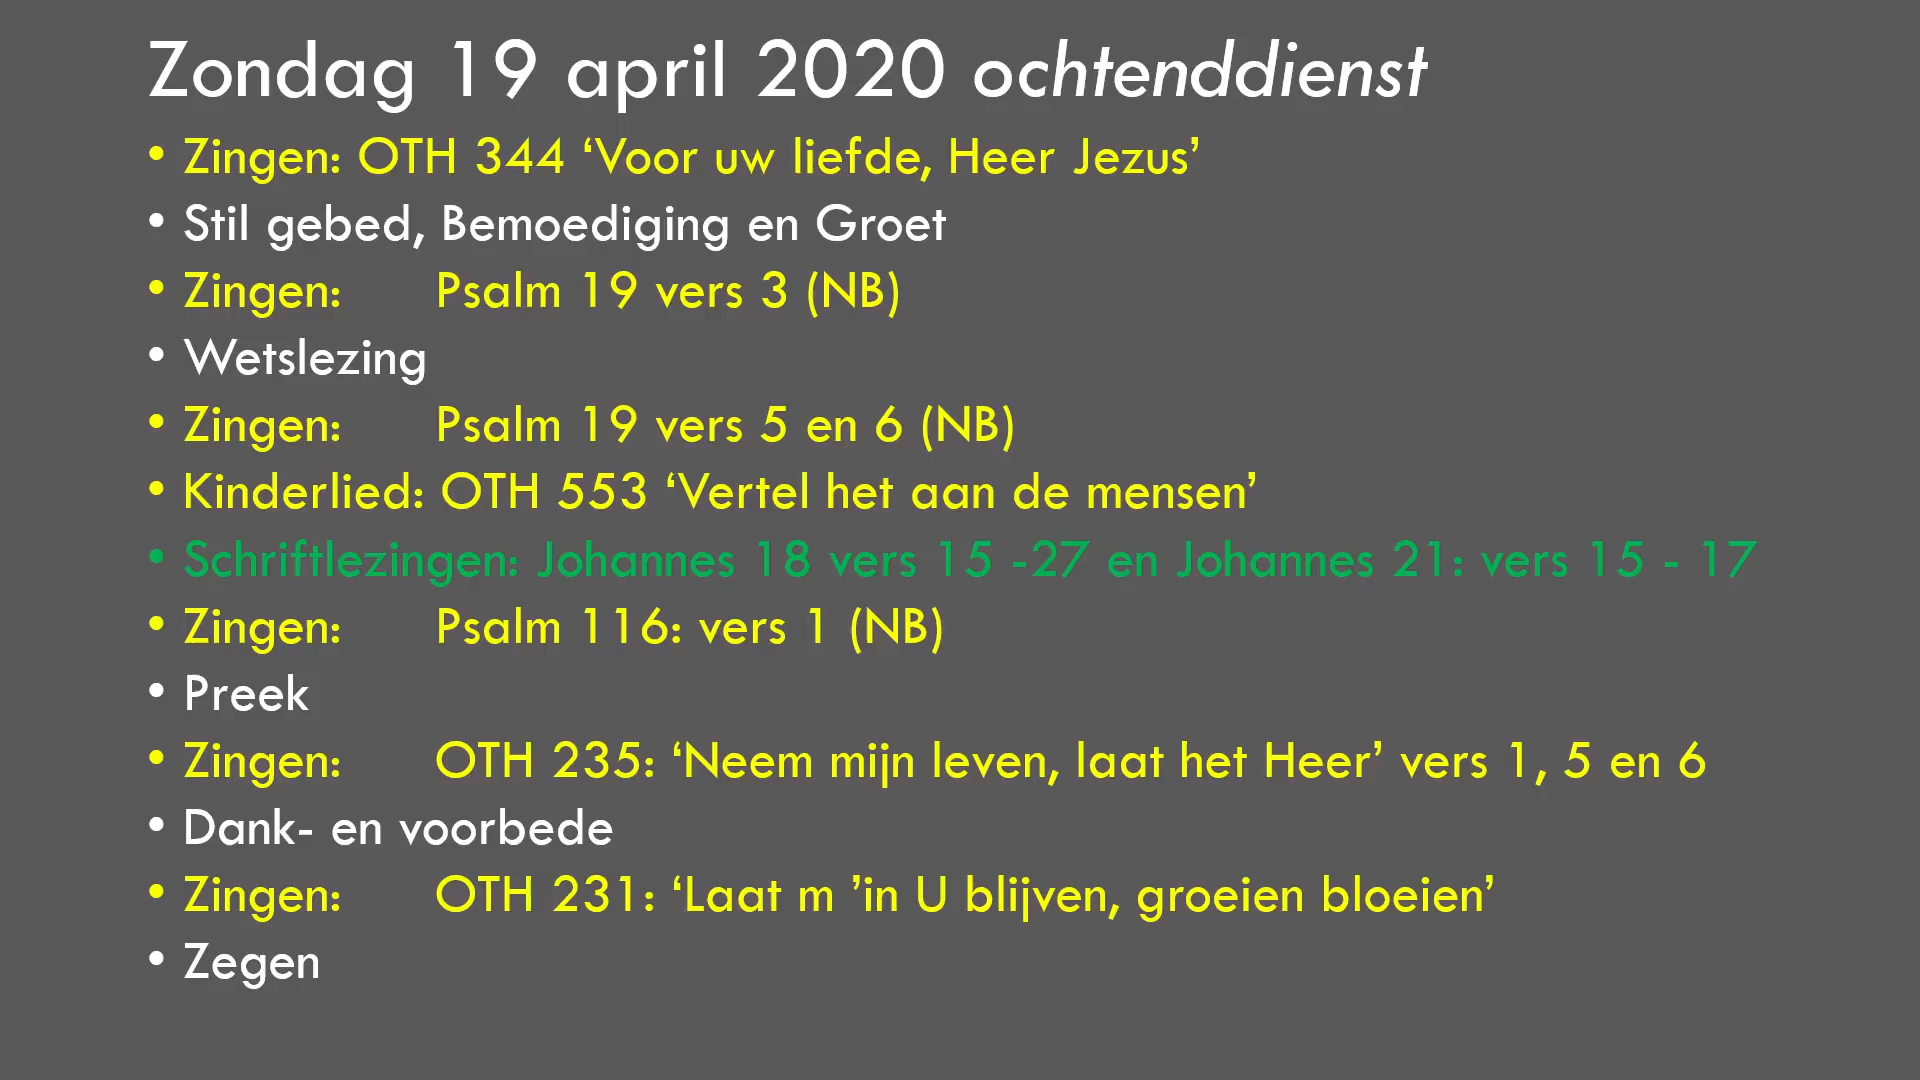 Zondag 19 april 2020 ochtenddienst
• Zingen: OTH 344 ‘Voor uw liefde, Heer Jezus’
• Stil gebed, Bemoediging en Groet
• Zingen: Psalm 19 vers 3 (NB)
• Wetslezing
• Zingen: Psalm 19 vers 5 en 6 (NB)
• Kinderlied: OTH 553 ‘Vertel het aan de mensen’
• Schriftlezingen: Johannes 18 vers 15 -27 en Johannes 21: vers 15 - 17
• Zingen: Psalm 116: vers 1 (NB)
• Preek
• Zingen: OTH 235: ‘Neem mijn leven, laat het Heer’ vers 1, 5 en 6
• Dank- en voorbede
• Zingen: OTH 231: ‘Laat m ’in U blijven, groeien bloeien’
• Zegen